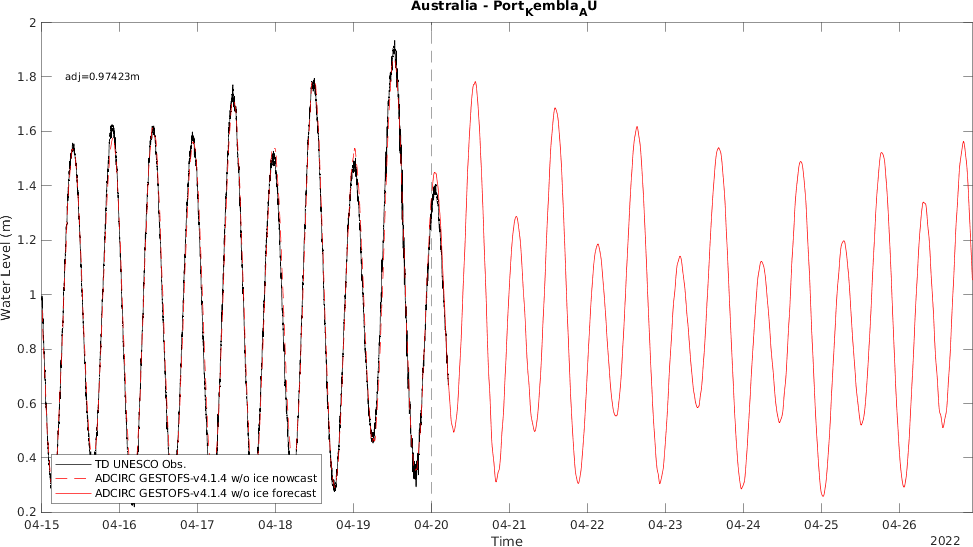 Australia - PortKemblaAU
2
1.8
1.6
1.4
1.2
1
0.8
0.6
0.4
0.2
Water Level (m)
adj=0.97423m
TD UNESCO Obs.
ADCIRC GESTOFS-v4.1.4 w/o ice nowcast
ADCIRC GESTOFS-v4.1.4 w/o ice forecast
04-15 04-16 04-17 04-18 04-19 04-20 04-21 04-22 04-23 04-24 04-25 04-26
Time
2022